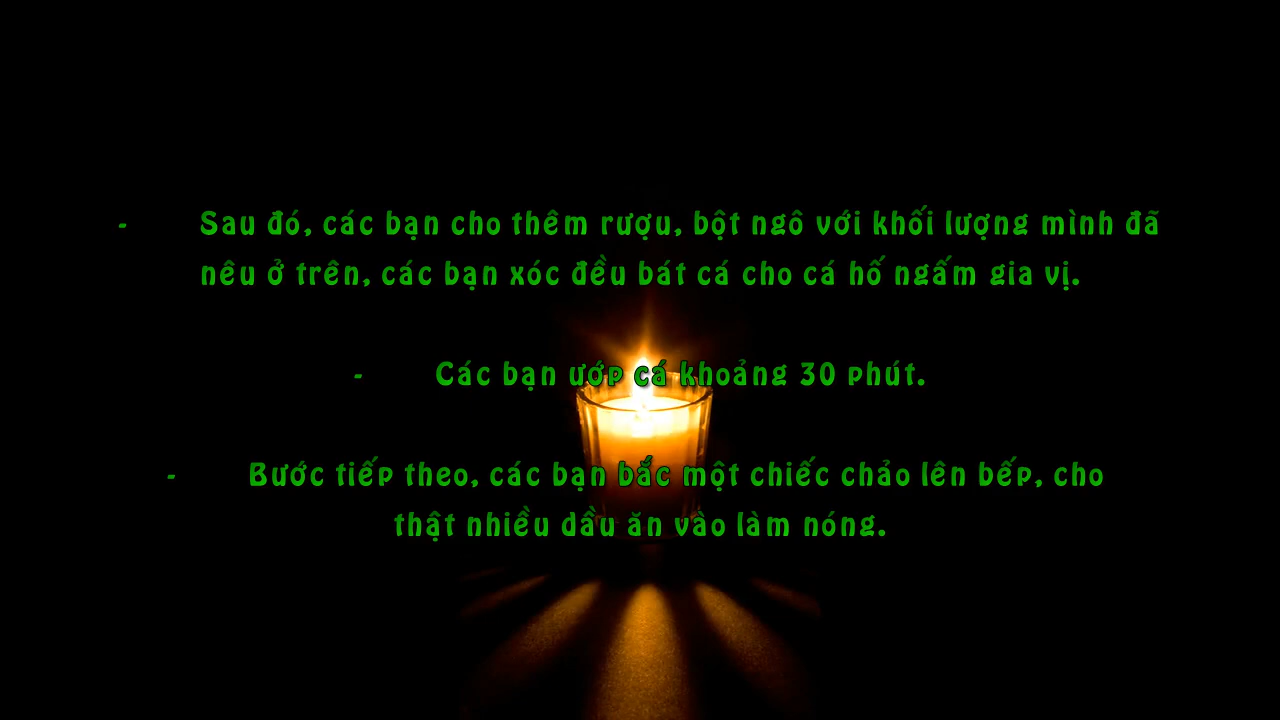 - Sau đó, các bạn cho thêm rượu, bột ngô với khối lượng mình đã
nêu ở trên, các bạn xóc đều bát cá cho cá hố ngấm gia vị.
- Các bạn ướp cá khoảng 30 phút.
- Bước tiếp theo, các bạn bắc một chiếc chảo lên bếp, cho
thật nhiều dầu ăn vào làm nóng.